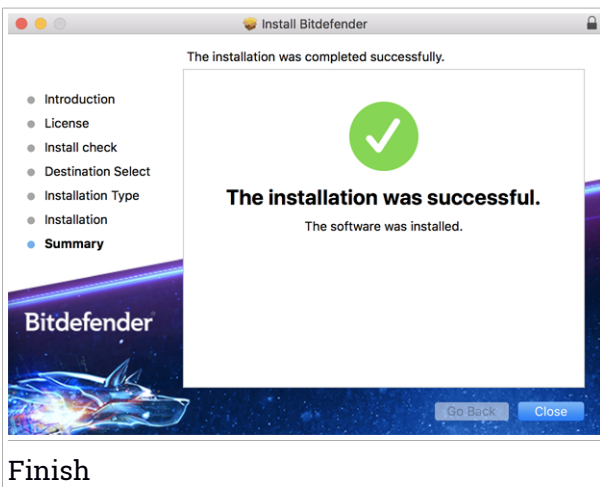 Install Bitdefender
The installation was completed successfully.
Introduction
License
Install check
Destination Select
Installation Type
Installation
Summary
The installation was successful.
The software was installed.
Bitdefender
Go Back
Close
Finish